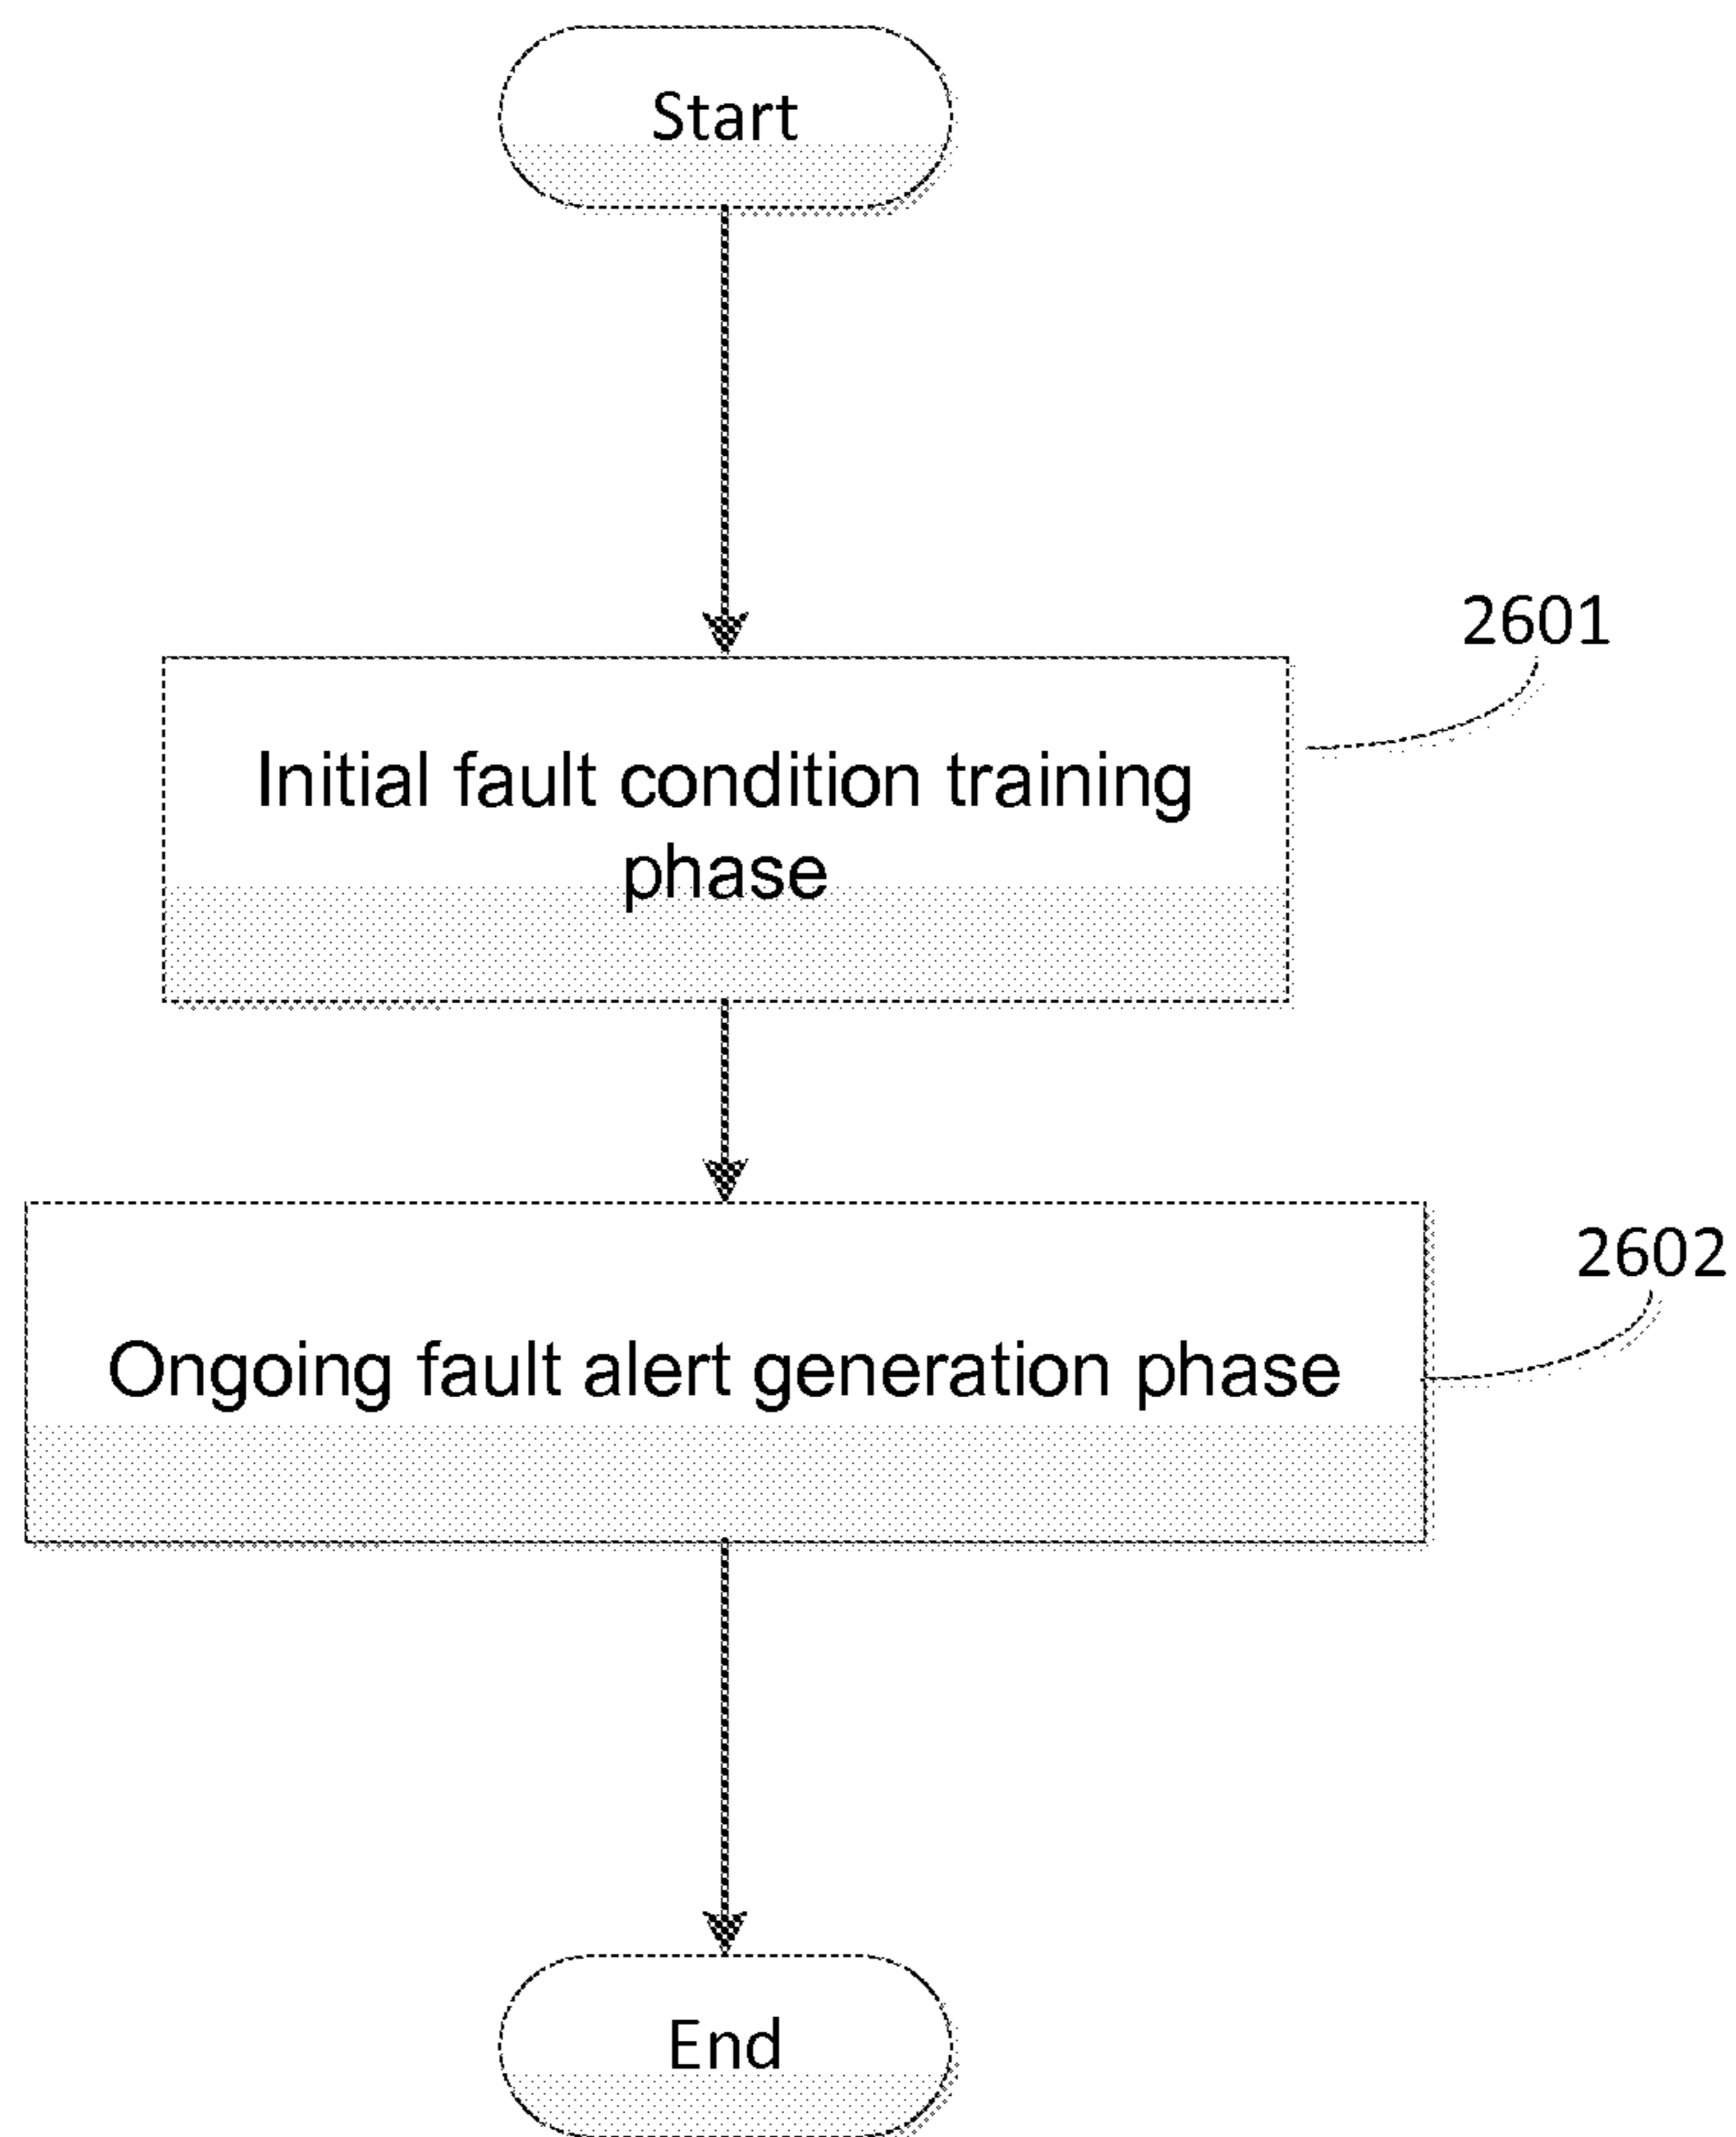 Start
2601
Initial fault condition training
phase
2602
Ongoing fault alert generation phase
End